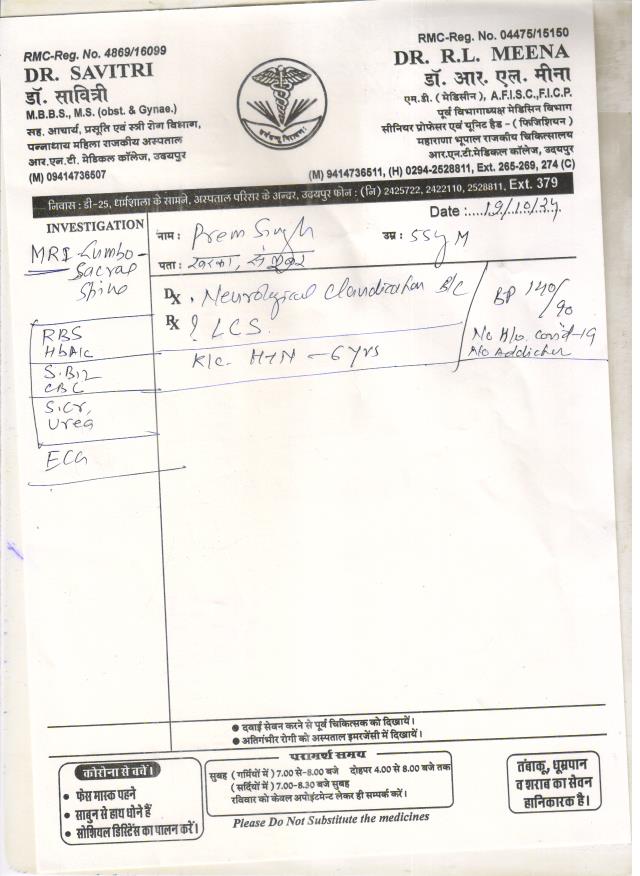 RMC-Reg. No. 4869/16099
DR. SAVITRI
डॉ. सावित्री
M.B.B.S., M.S. (obst. & Gynae.)
सह. आचार्य, प्रसूति एवं स्त्री रोग विभाग,
पन्नाधाय महिला राजकीय अस्पताल
आर.एन.टी. मेडिकल कॉलेज, उदयपुर
(M) 09414736507
RMC-Reg. No. 04475/15150
DR. R.L. MEENA
डॉ. आर. एल. मीना
एम.डी. ( मेडिसीन ), A.F.I.S.C.,F.I.C.P.
पूर्व विभागाध्यक्ष मेडिसिन विभाग
सीनियर प्रोफेसर एवं यूनिट हैड - ( फिजिशियन )
महाराणा भूपाल राजकीय चिकित्सालय
आर.एन.टी.मेडिकल कॉलेज, उदयपुर
(M) 9414736511, (H) 0294-2528811, Ext. 265-269, 274 (C)
निवास : डी-25, धर्मशाला के सामने, अस्पताल परिसर के अन्दर, उदयपुर फोन : (नि) 2425722, 2422110, 2528811, Ext. 379
Date :....19/10/24
INVESTIGATION
MRI Lumbo-
Sacral
Spine
RBS
HbA1c
S.B12
CBC
S.Cr,
Urea
ECG
नाम : Prem Singh
उम्र : 55y M
पता :
Dx . Neurological Claudication B/L
Rx ? LCS.
K/c. HTN - 6 yrs
BP 140/90
No H/o. Covid-19
No Addiction
● दवाई सेवन करने से पूर्व चिकित्सक को दिखायें।
● अतिगंभीर रोगी को अस्पताल इमरजेंसी में दिखायें।
कोरोना से बचें।
• फेस मास्क पहने
• साबुन से हाथ धोने हैं
• सोशियल डिस्टेंस का पालन करें।
परामर्श समय
सुबह ( गर्मियों में ) 7.00 से-8.00 बजे दोहपर 4.00 से 8.00 बजे तक
(सर्दियों में ) 7.00-8.30 बजे सुबह
रविवार को केवल अपोइंटमेन्ट लेकर ही सम्पर्क करें।
Please Do Not Substitute the medicines
तंबाकू, धूम्रपान
व शराब का सेवन
हानिकारक है।